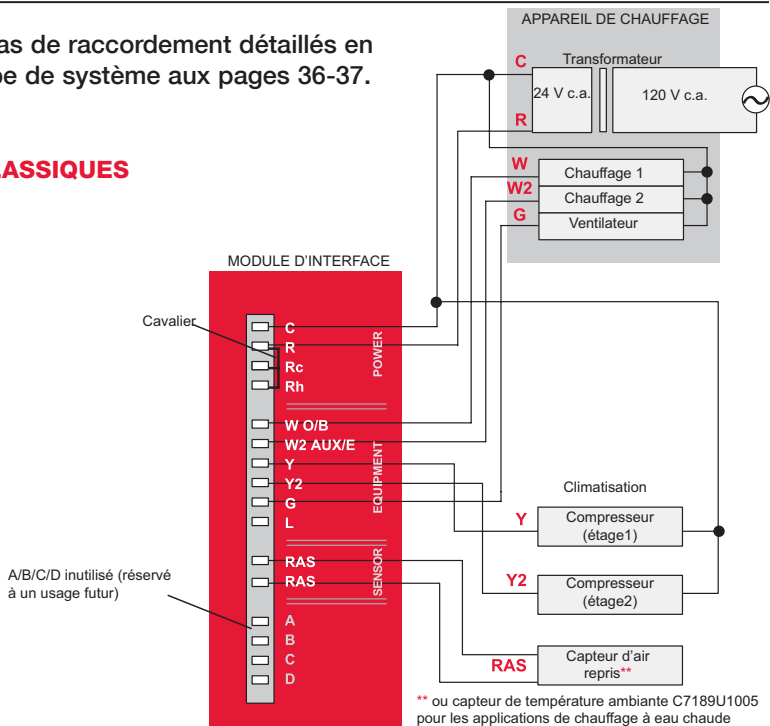 as de raccordement détaillés en
pe de système aux pages 36-37.
LASSIQUES
APPAREIL DE CHAUFFAGE
C
Transformateur
24 V c.a.
120 V c.a.
R
W
Chauffage 1
W2
Chauffage 2
G
Ventilateur
MODULE D'INTERFACE
Cavalier
C
R
Rc
Rh
POWER
W O/B
W2 AUX/E
Y
Y2
G
L
EQUIPMENT
RAS
RAS
SENSOR
A
B
C
D
A/B/C/D inutilisé (réservé
à un usage futur)
Climatisation
Y
Compresseur
(étage1)
Y2
Compresseur
(étage2)
RAS
Capteur d'air
repris**
** ou capteur de température ambiante C7189U1005
pour les applications de chauffage à eau chaude